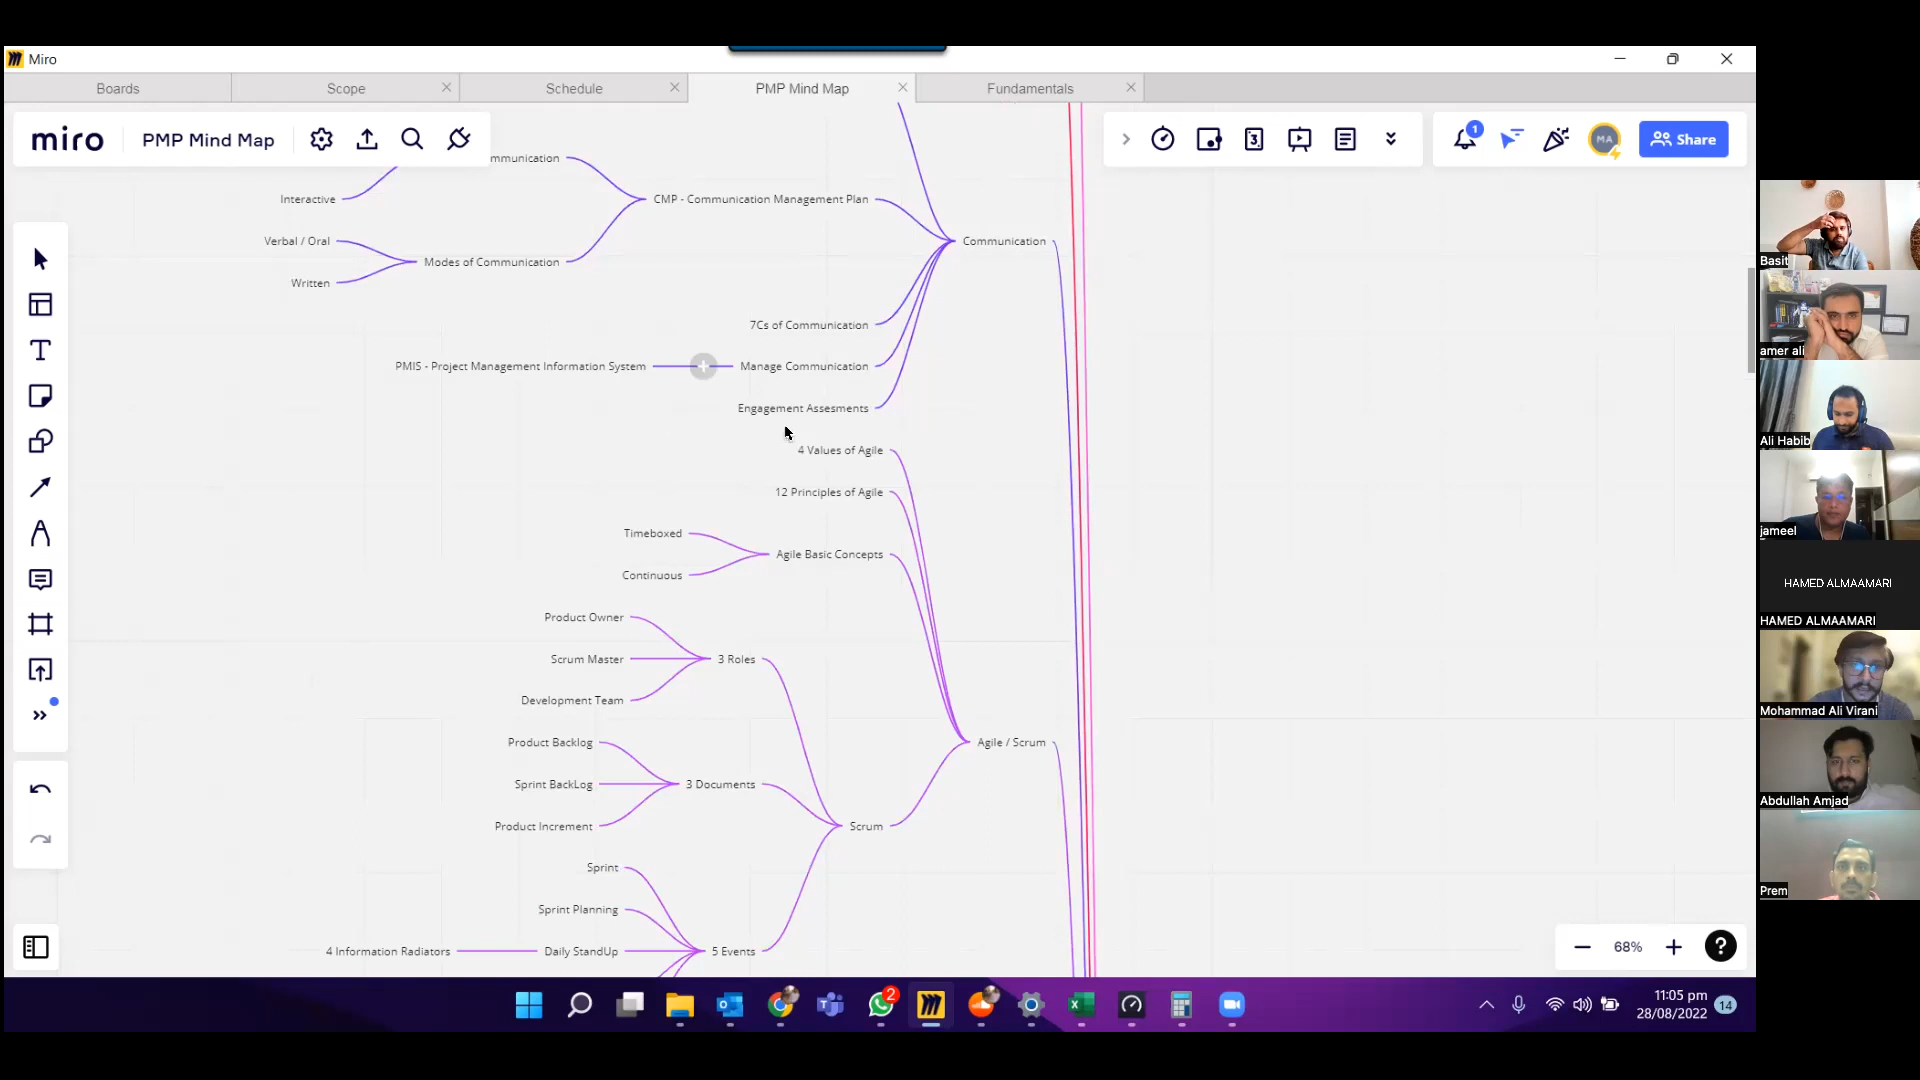 Miro
Boards
Scope
Schedule
PMP Mind Map
Fundamentals
miro
PMP Mind Map
3
1
MA
Share
mmunication
Interactive
CMP - Communication Management Plan
Verbal / Oral
Communication
Modes of Communication
Written
7Cs of Communication
PMIS - Project Management Information System
Manage Communication
Engagement Assesments
4 Values of Agile
12 Principles of Agile
Timeboxed
Agile Basic Concepts
Continuous
Product Owner
Scrum Master
3 Roles
Development Team
Product Backlog
Agile / Scrum
Sprint BackLog
3 Documents
Product Increment
Scrum
Sprint
Sprint Planning
4 Information Radiators
Daily StandUp
5 Events
68%
?
2
11:05 pm
28/08/2022
14
Basit
amer ali
Ali Habib
jameel
HAMED ALMAAMARI
HAMED ALMAAMARI
Mohammad Ali Virani
Abdullah Amjad
Prem